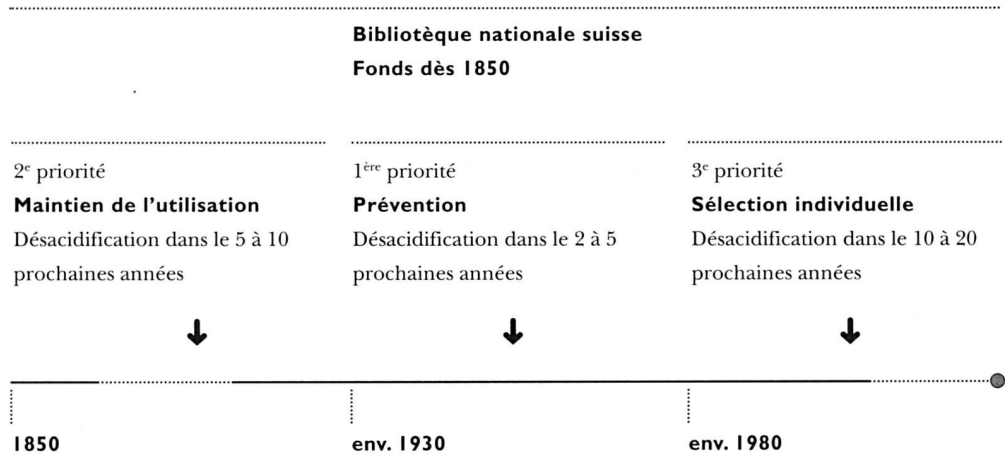 Bibliotèque nationale suisse
Fonds dès 1850
2e priorité
Maintien de l'utilisation
Désacidification dans le 5 à 10
prochaines années
1ère priorité
Prévention
Désacidification dans le 2 à 5
prochaines années
3e priorité
Sélection individuelle
Désacidification dans le 10 à 20
prochaines années
1850
env. 1930
env. 1980